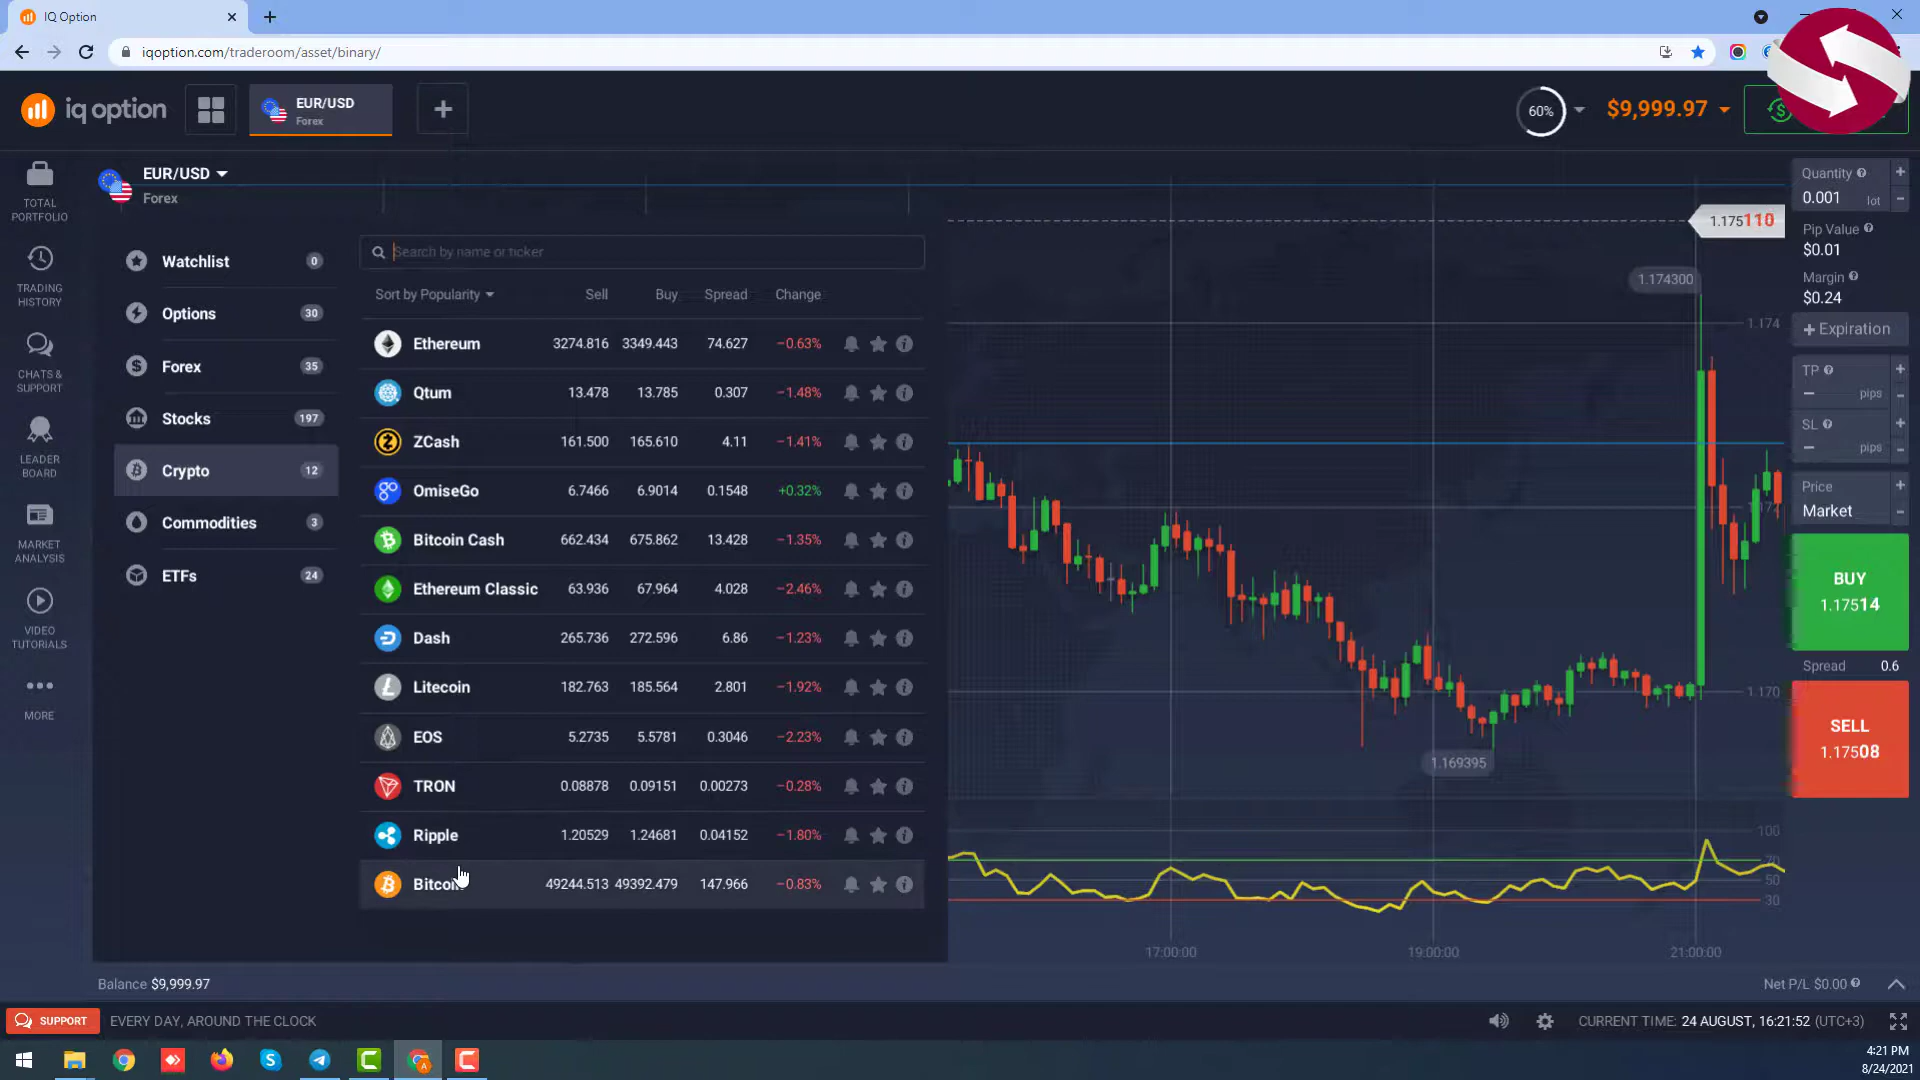 IQ Option
iqoption.com/traderoom/asset/binary/
iq option
EUR/USD
Forex
60%
$9,999.97
EUR/USD
Forex
TOTAL
PORTFOLIO
TRADING
HISTORY
CHATS &
SUPPORT
LEADER
BOARD
MARKET
ANALYSIS
VIDEO
TUTORIALS
MORE
Watchlist 0
Options 30
Forex 35
Stocks 197
Crypto 12
Commodities 3
ETFs 24
Search by name or ticker
Sort by Popularity Sell Buy Spread Change
Ethereum 3274.816 3349.443 74.627 −0.63%
Qtum 13.478 13.785 0.307 −1.48%
ZCash 161.500 165.610 4.11 −1.41%
OmiseGo 6.7466 6.9014 0.1548 +0.32%
Bitcoin Cash 662.434 675.862 13.428 −1.35%
Ethereum Classic 63.936 67.964 4.028 −2.46%
Dash 265.736 272.596 6.86 −1.23%
Litecoin 182.763 185.564 2.801 −1.92%
EOS 5.2735 5.5781 0.3046 −2.23%
TRON 0.08878 0.09151 0.00273 −0.28%
Ripple 1.20529 1.24681 0.04152 −1.80%
Bitcoin 49244.513 49392.479 147.966 −0.83%
1.175110
1.174300
1.174
1.170
1.169395
100
70
50
30
17:00:00 19:00:00 21:00:00
Quantity +
0.001 lot -
Pip Value
$0.01
Margin
$0.24
+ Expiration
TP +
– pips -
SL +
– pips -
Price +
Market -
BUY
1.17514
Spread 0.6
SELL
1.17508
Balance $9,999.97
Net P/L $0.00
SUPPORT EVERY DAY, AROUND THE CLOCK
CURRENT TIME: 24 AUGUST, 16:21:52 (UTC+3)
4:21 PM
8/24/2021